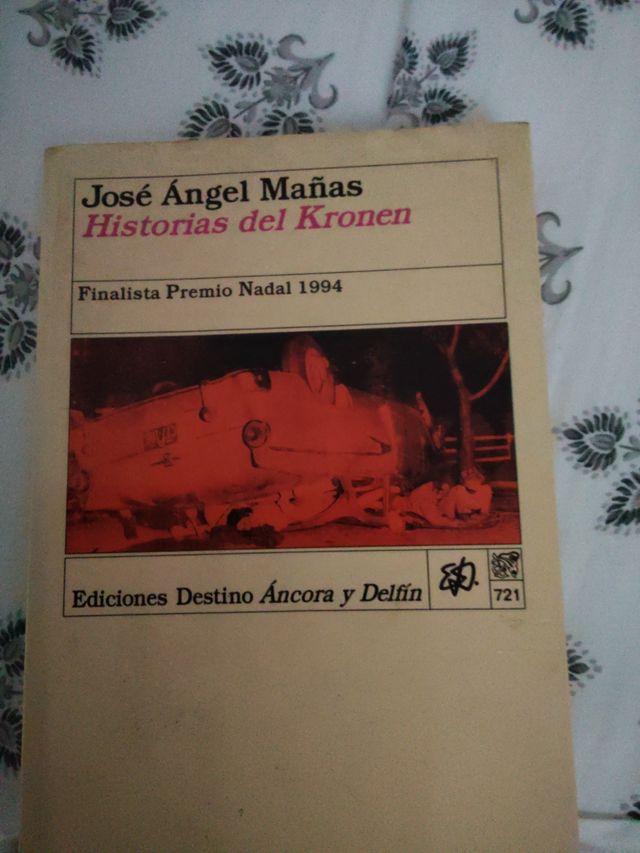 José Ángel Mañas
Historias del Kronen
Finalista Premio Nadal 1994
Ediciones Destino Áncora y Delfín
721